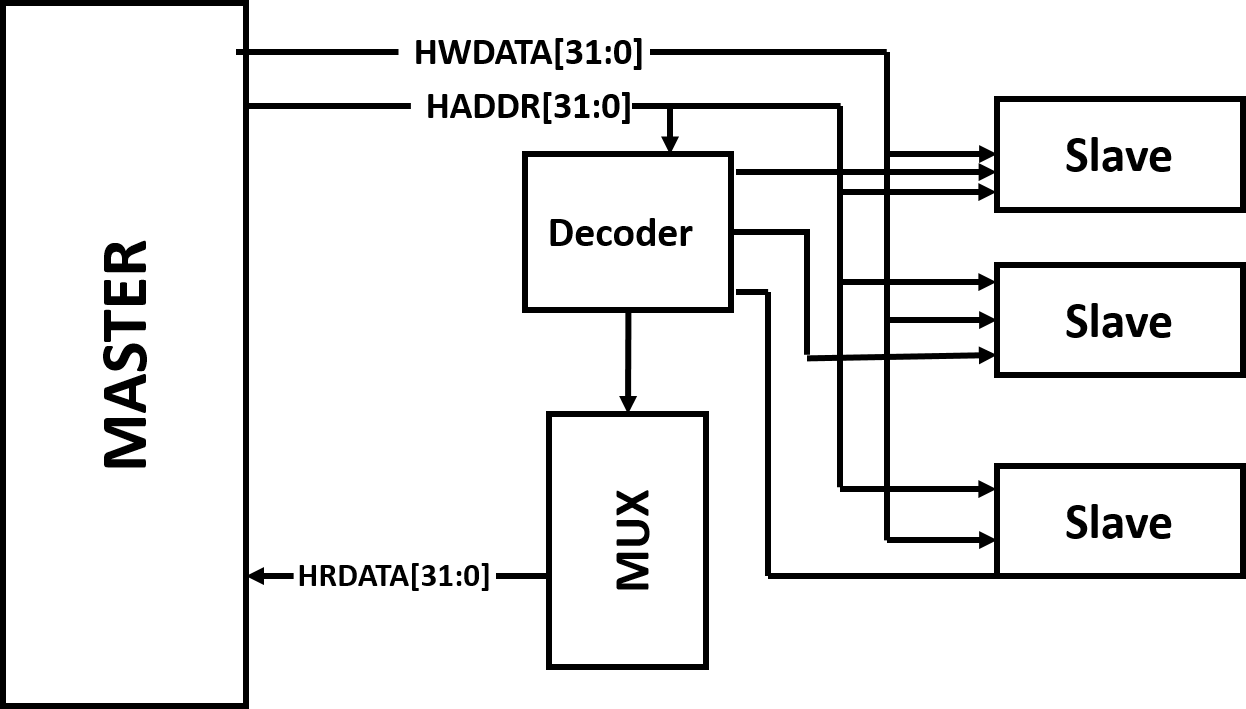 HWDATA[31:0]
HADDR[31:0]
Slave
Decoder
Slave
MASTER
MUX
Slave
HRDATA[31:0]